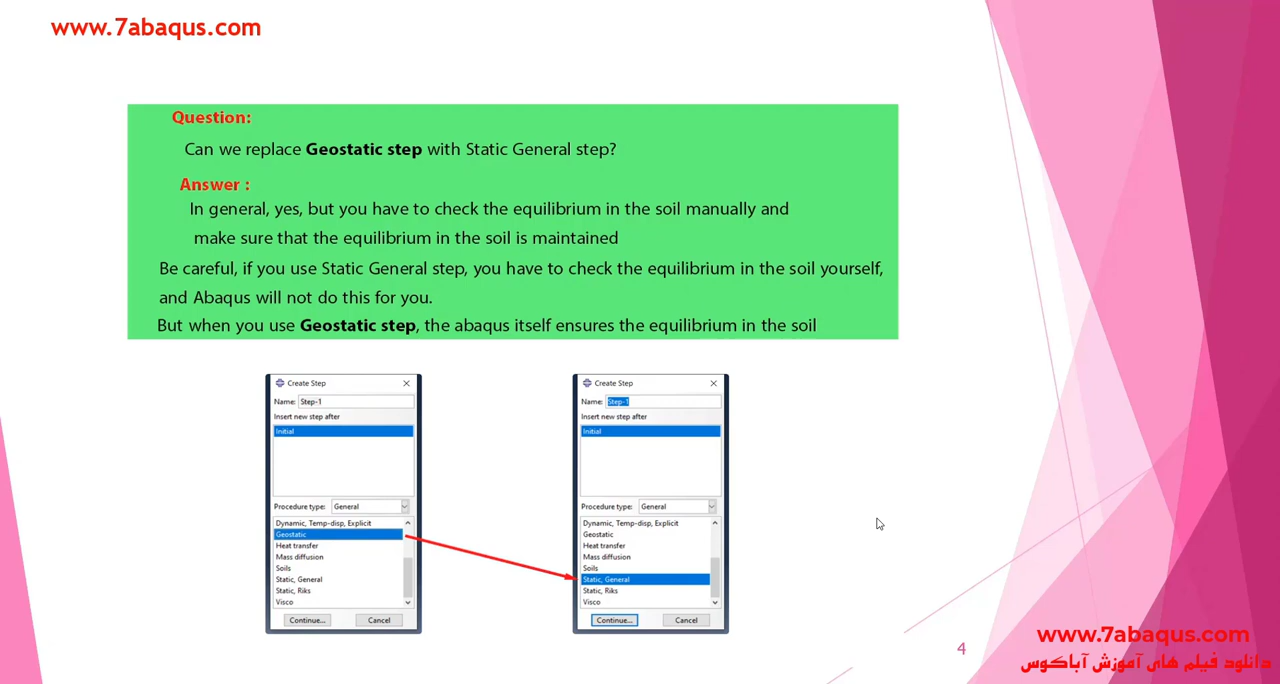 www.7abaqus.com
Question:
Can we replace Geostatic step with Static General step?
Answer :
In general, yes, but you have to check the equilibrium in the soil manually and
make sure that the equilibrium in the soil is maintained
Be careful, if you use Static General step, you have to check the equilibrium in the soil yourself,
and Abaqus will not do this for you.
But when you use Geostatic step, the abaqus itself ensures the equilibrium in the soil
Create Step
Name: Step-1
Insert new step after
Initial
Procedure type: General
Dynamic, Temp-disp, Explicit
Geostatic
Heat transfer
Mass diffusion
Soils
Static, General
Static, Riks
Visco
Continue... Cancel
Create Step
Name: Step-1
Insert new step after
Initial
Procedure type: General
Dynamic, Temp-disp, Explicit
Geostatic
Heat transfer
Mass diffusion
Soils
Static, General
Static, Riks
Visco
Continue... Cancel
4
www.7abaqus.com
دانلود فیلم های آموزش آباکوس